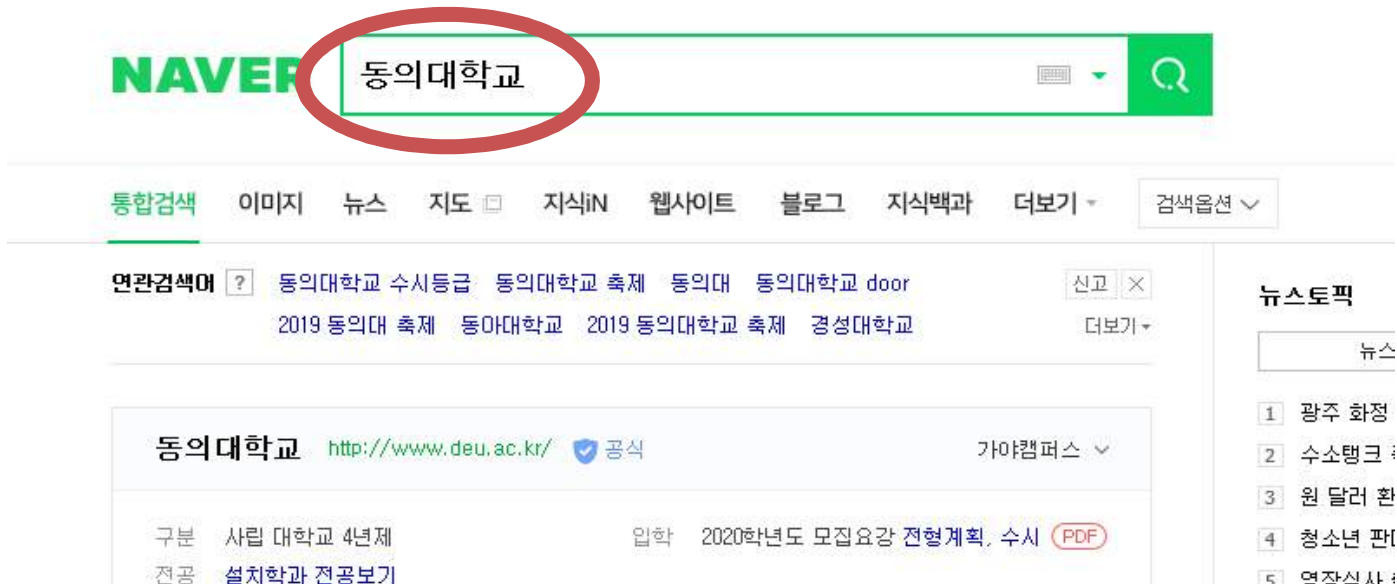 NAVER 동의대학교
통합검색 이미지 뉴스 지도 지식iN 웹사이트 블로그 지식백과 더보기 검색옵션
연관검색어 ? 동의대학교 수시등급 동의대학교 축제 동의대 동의대학교 door 신고
2019 동의대 축제 동아대학교 2019 동의대학교 축제 경성대학교 더보기
뉴스토픽
동의대학교 http://www.deu.ac.kr/ 공식 가야캠퍼스
1 광주 화정
2 수소탱크
3 원 달러
4 청소년
5
구분 사립 대학교 4년제 입학 2020학년도 모집요강 전형계획, 수시 (PDF)
전공 설치학과 전공보기